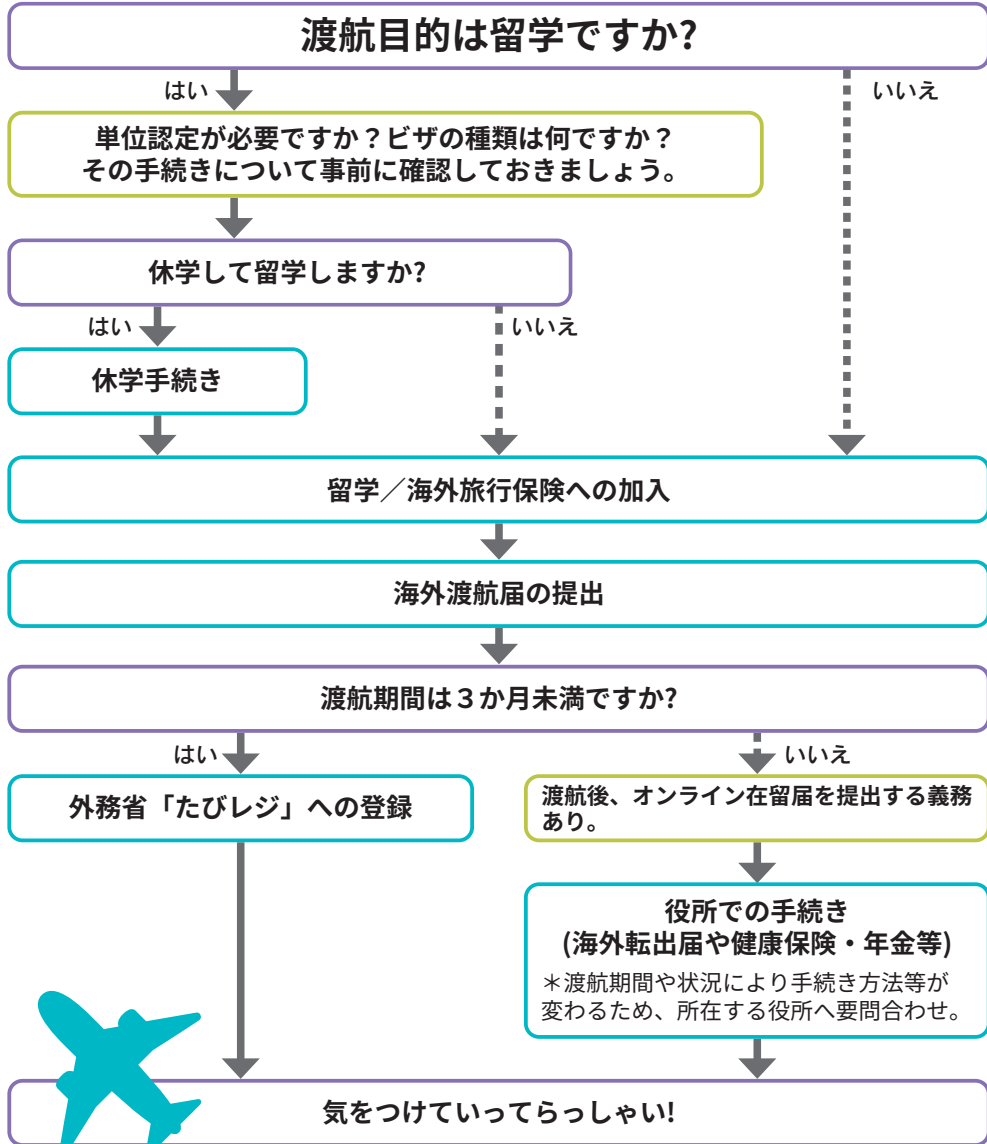 渡航目的は留学ですか?
はい
いいえ
単位認定が必要ですか？ビザの種類は何ですか？
その手続きについて事前に確認しておきましょう。
休学して留学しますか?
はい
いいえ
休学手続き
留学／海外旅行保険への加入
海外渡航届の提出
渡航期間は３か月未満ですか?
はい
いいえ
外務省「たびレジ」への登録
渡航後、オンライン在留届を提出する義務
あり。
役所での手続き
(海外転出届や健康保険・年金等)
＊渡航期間や状況により手続き方法等が
変わるため、所在する役所へ要問合わせ。
気をつけていってらっしゃい!